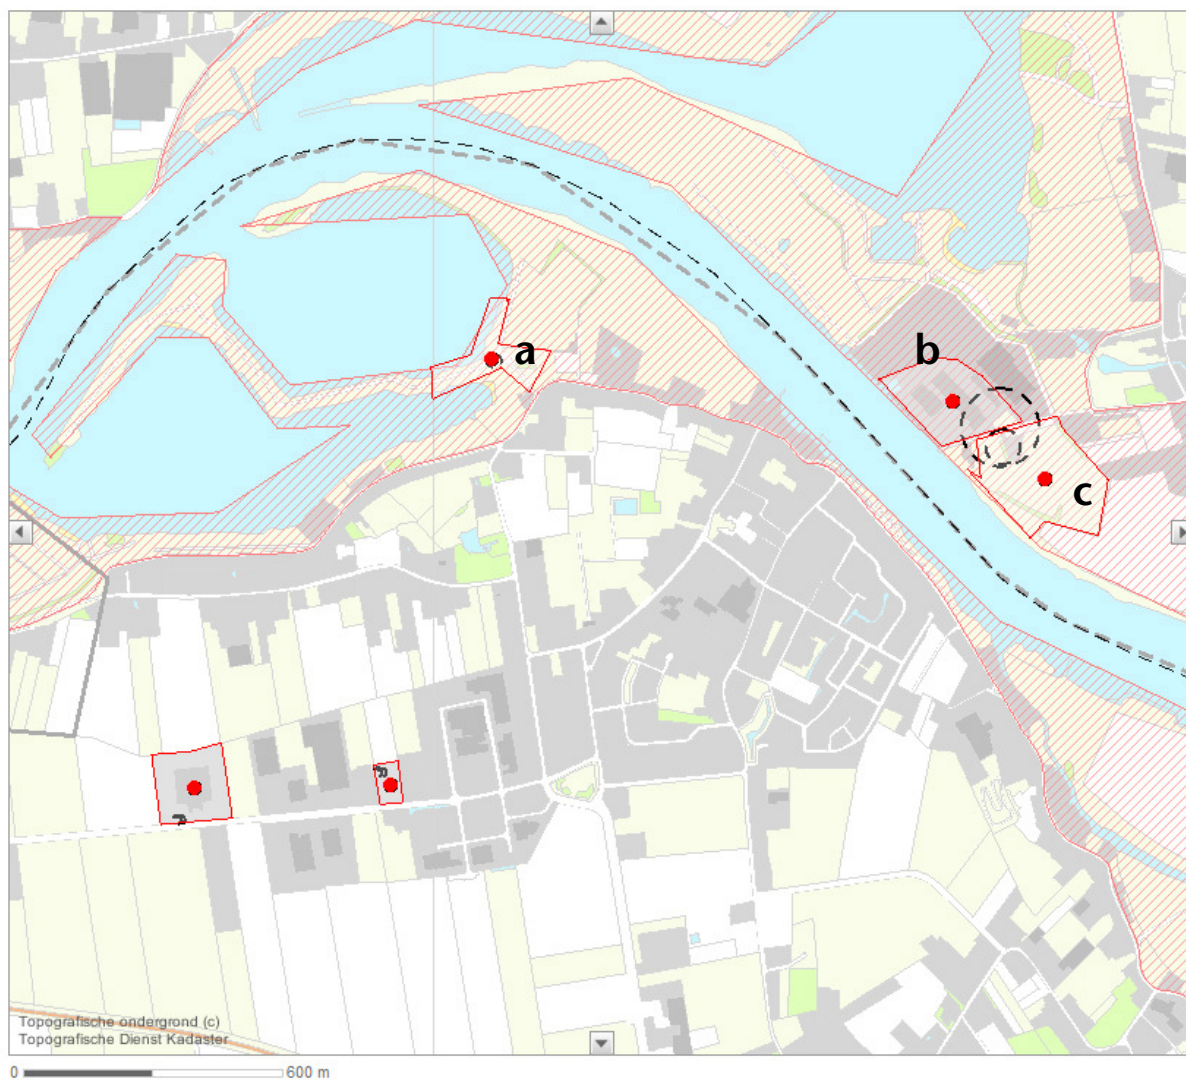 a
b
c
Topografische ondergrond (c)
Topografische Dienst Kadaster
0 600 m